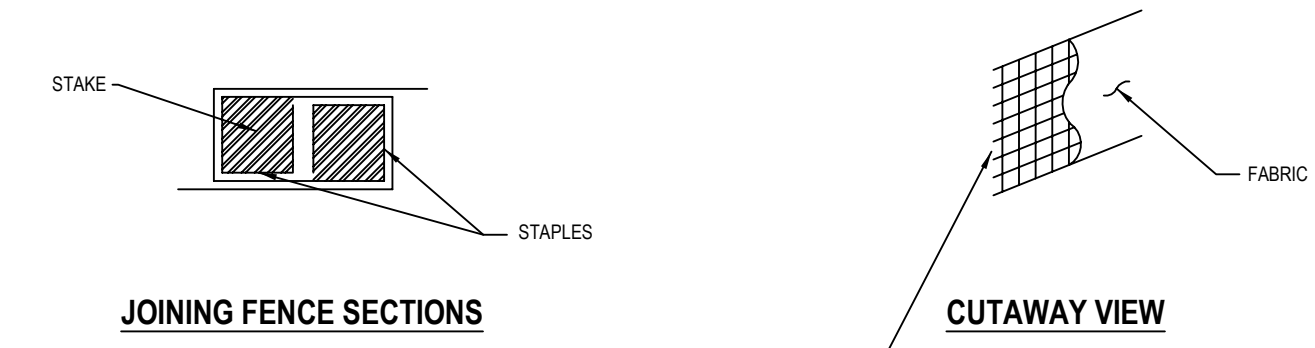 STAKE
STAPLES
FABRIC
JOINING FENCE SECTIONS
CUTAWAY VIEW